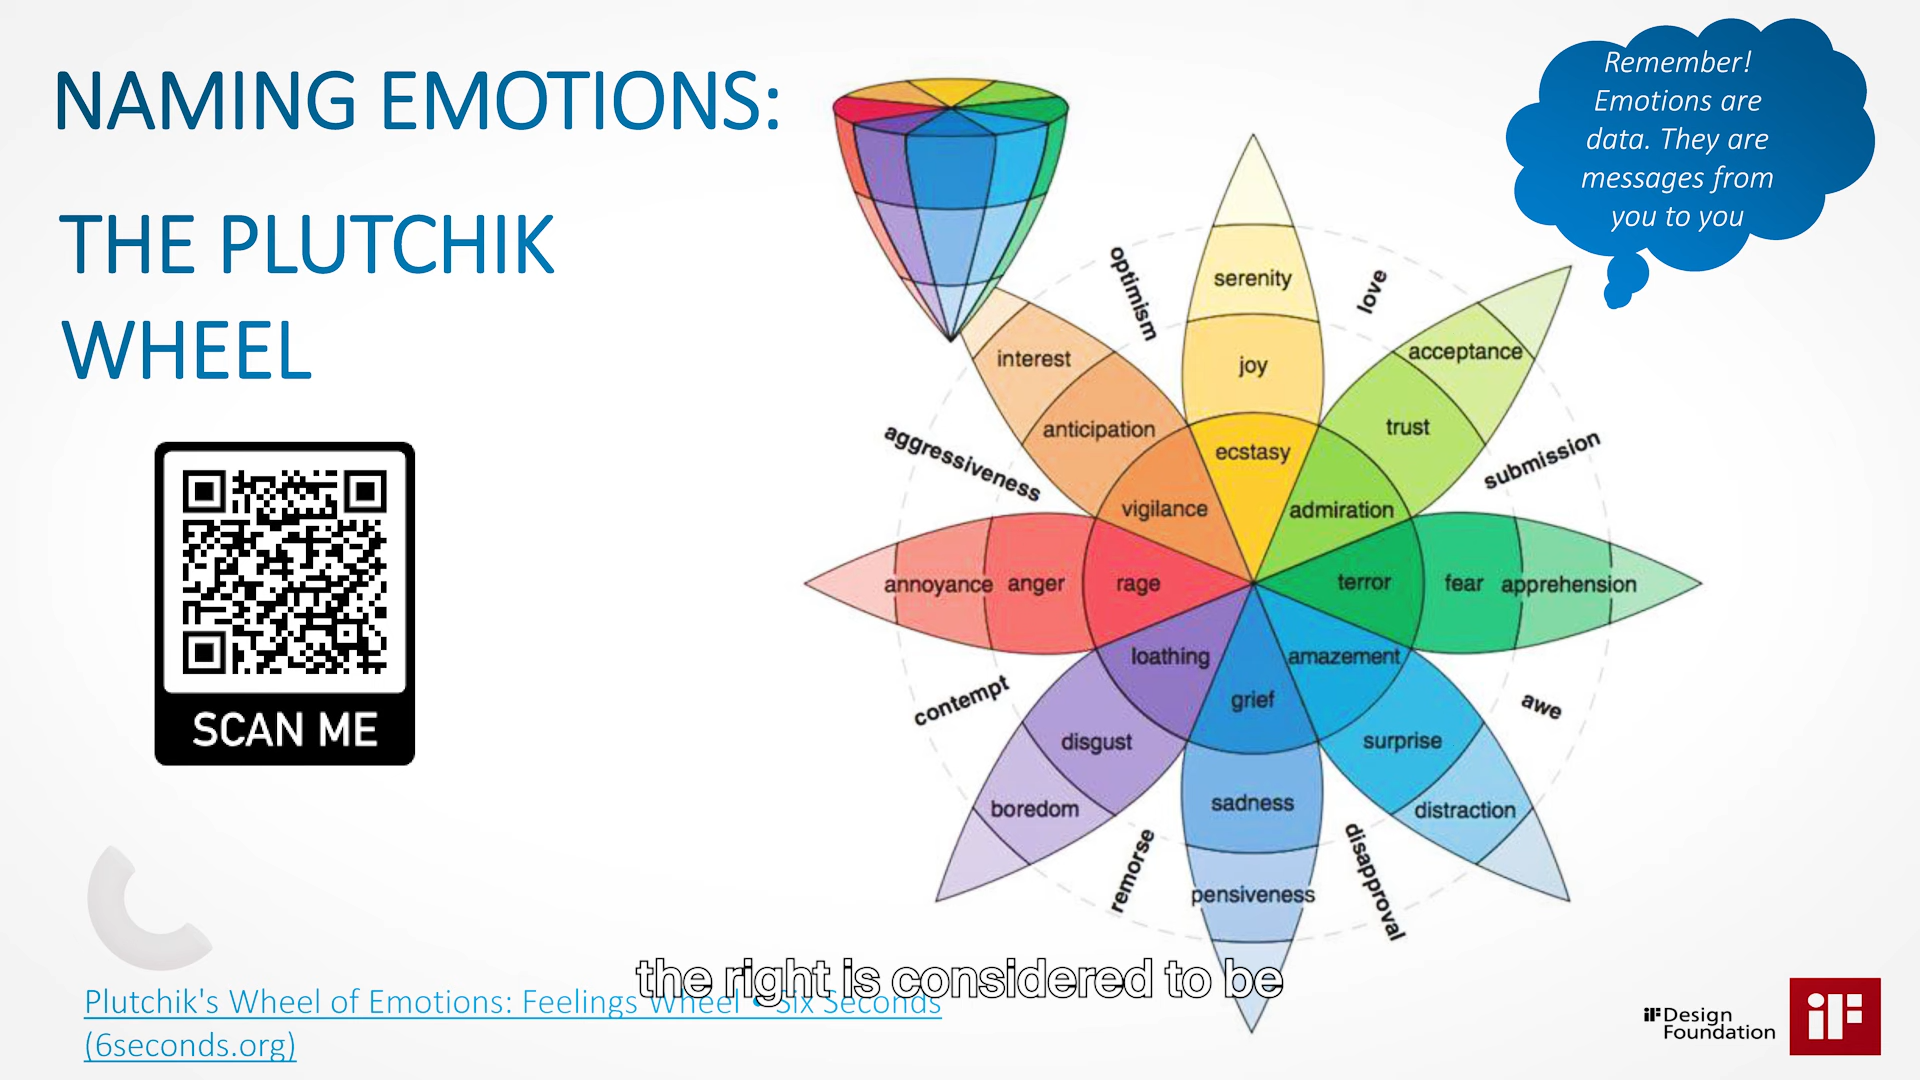 NAMING EMOTIONS:
THE PLUTCHIK
WHEEL
Remember!
Emotions are
data. They are
messages from
you to you
optimism
serenity
love
interest
joy
acceptance
anticipation
trust
aggressiveness
ecstasy
submission
vigilance
admiration
annoyance
anger
rage
terror
fear
apprehension
loathing
amazement
contempt
grief
awe
disgust
surprise
boredom
sadness
distraction
remorse
disapproval
pensiveness
SCAN ME
the right is considered to be
Plutchik's Wheel of Emotions: Feelings Wheel • Six Seconds
(6seconds.org)
iF Design
Foundation
iF